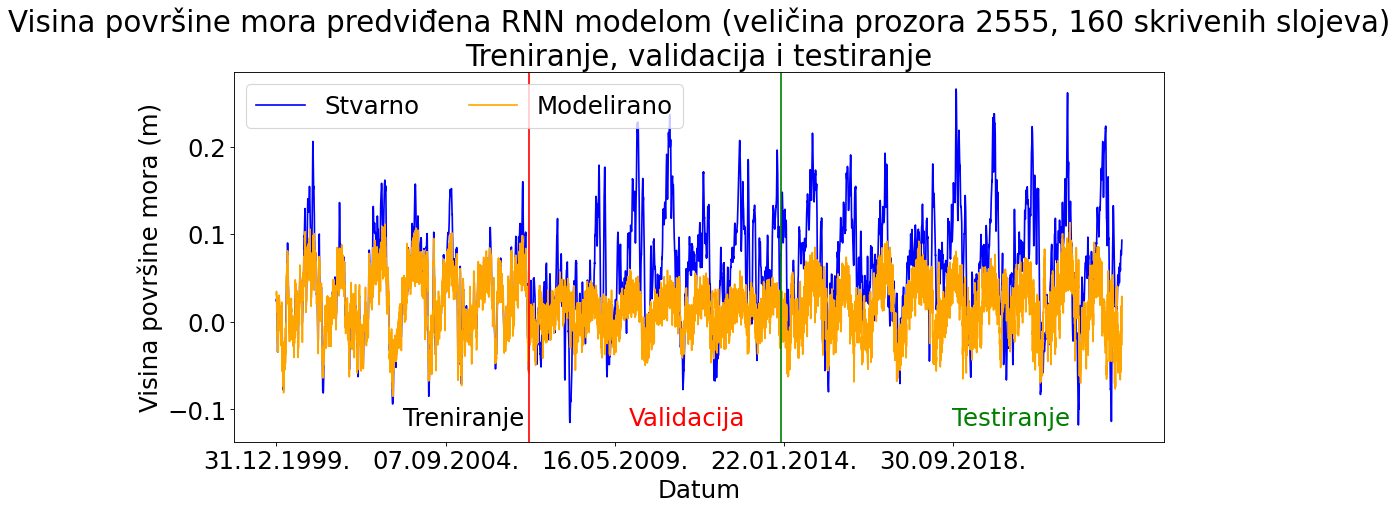 Visina površine mora predviđena RNN modelom (veličina prozora 2555, 160 skrivenih slojeva)
Treniranje, validacija i testiranje
Stvarno
Modelirano
Visina površine mora (m)
0.2
0.1
0.0
−0.1
Treniranje
Validacija
Testiranje
31.12.1999.
07.09.2004.
16.05.2009.
22.01.2014.
30.09.2018.
Datum